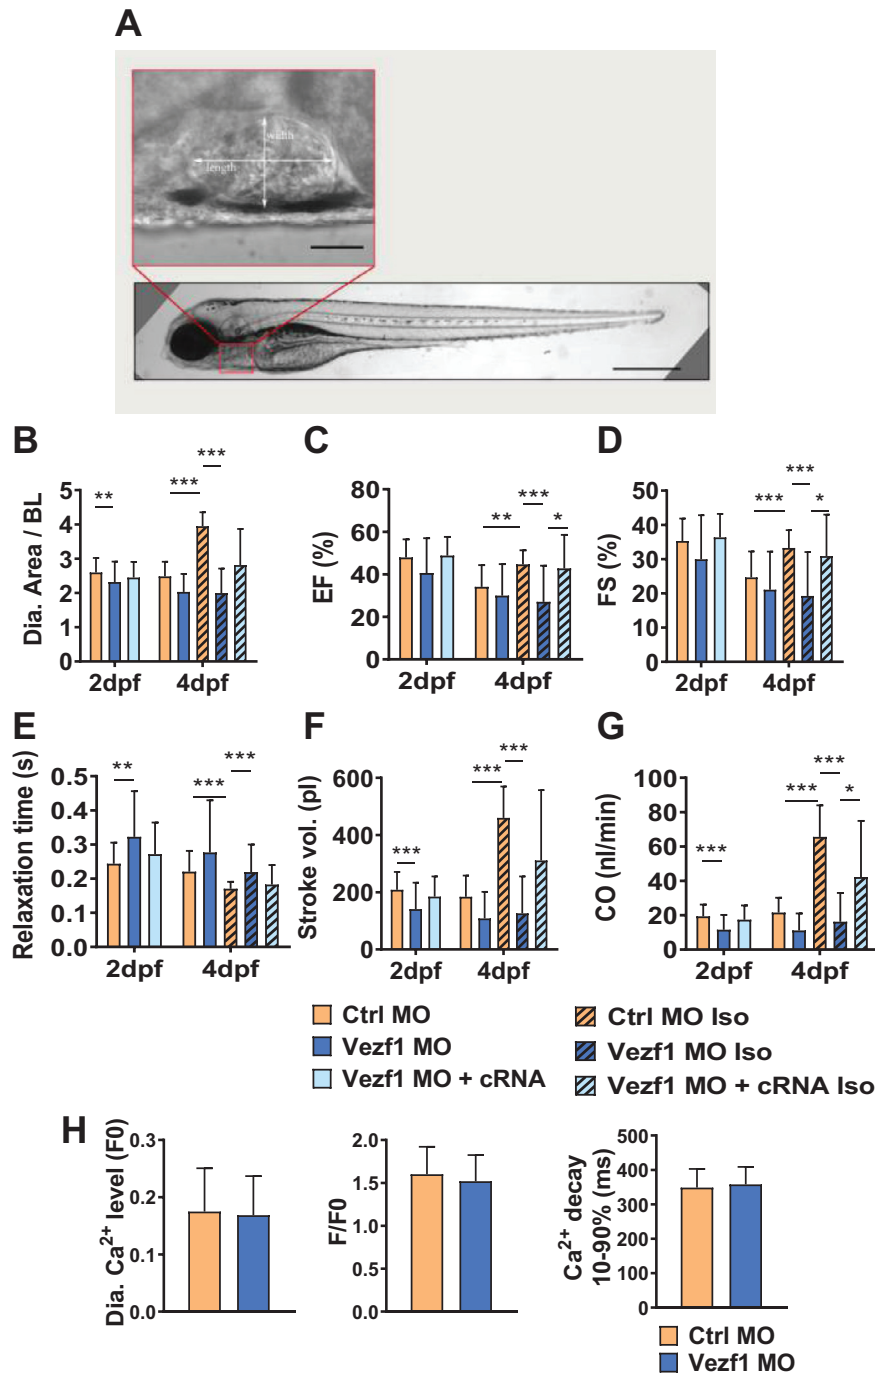 A
width
length
B
Dia. Area / BL
5
4
3
2
1
0
**
***
***
2dpf
4dpf
C
EF (%)
80
60
40
20
0
**
***
*
2dpf
4dpf
D
FS (%)
50
40
30
20
10
0
***
***
*
2dpf
4dpf
E
Relaxation time (s)
0.5
0.4
0.3
0.2
0.1
0.0
**
***
***
2dpf
4dpf
F
Stroke vol. (pl)
600
400
200
0
***
***
***
2dpf
4dpf
G
CO (nl/min)
100
80
60
40
20
0
***
***
***
*
2dpf
4dpf
Ctrl MO
Vezf1 MO
Vezf1 MO + cRNA
Ctrl MO Iso
Vezf1 MO Iso
Vezf1 MO + cRNA Iso
H
Dia. Ca²⁺ level (F0)
0.3
0.2
0.1
0.0
F/F0
2.0
1.5
1.0
0.5
0.0
Ca²⁺ decay
10-90% (ms)
500
400
300
200
100
0
Ctrl MO
Vezf1 MO